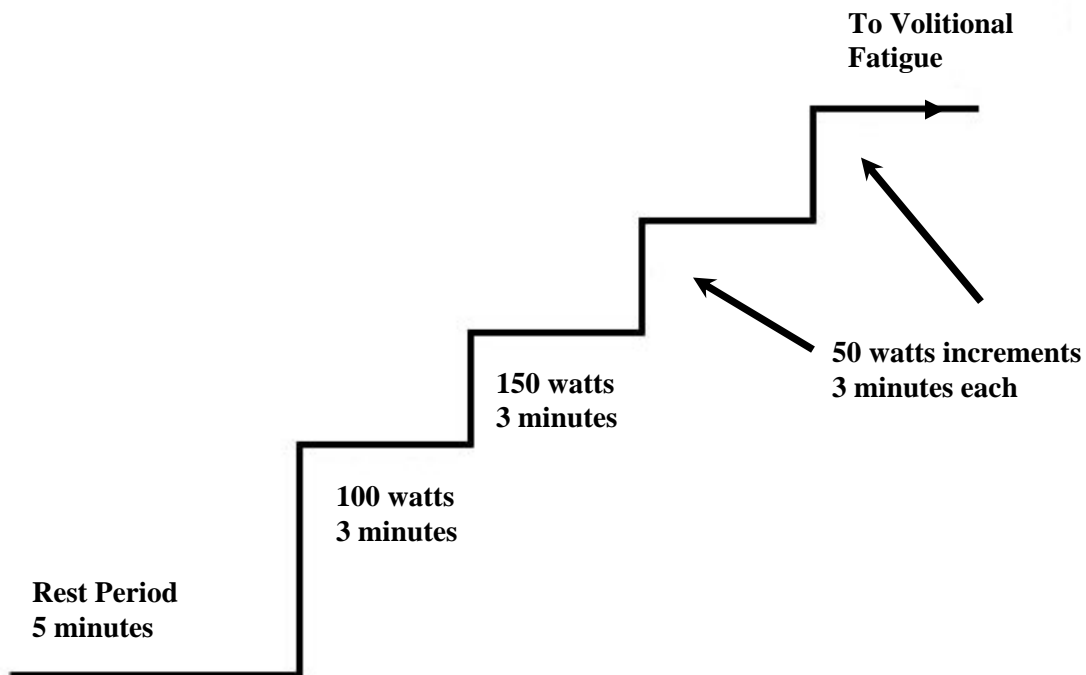 To Volitional
Fatigue
50 watts increments
3 minutes each
150 watts
3 minutes
100 watts
3 minutes
Rest Period
5 minutes